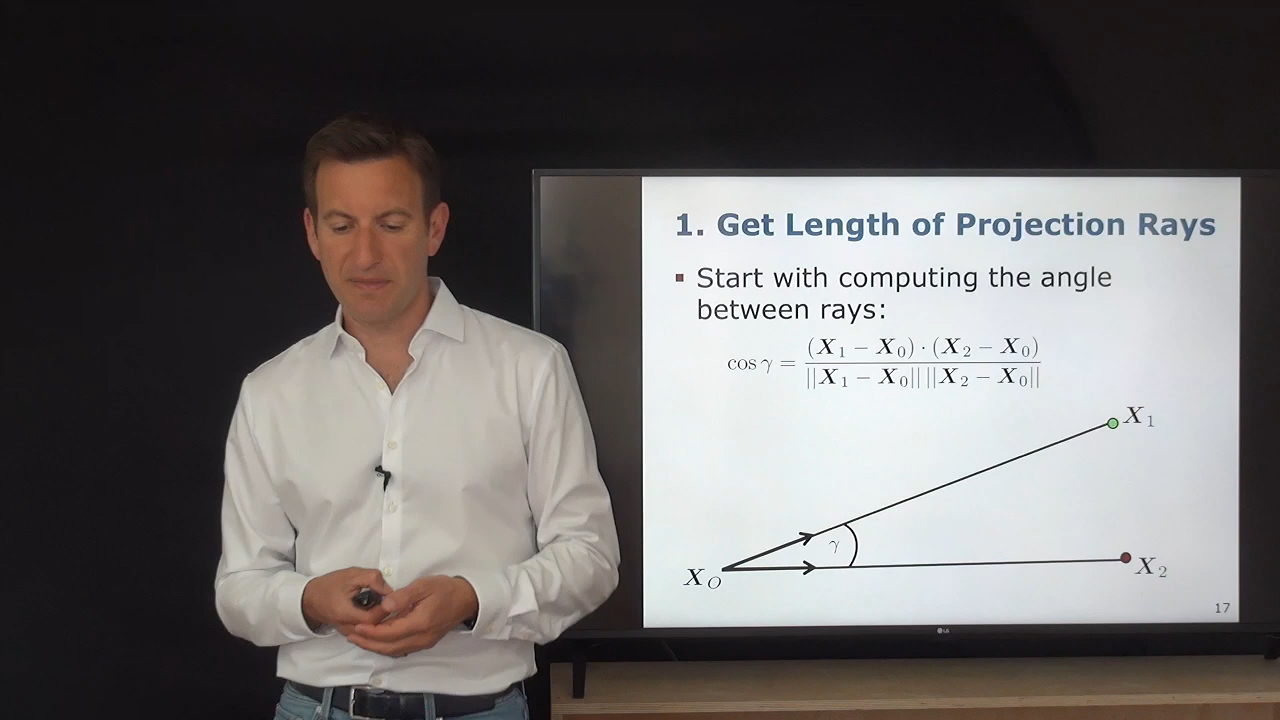 1. Get Length of Projection Rays
Start with computing the angle
between rays:
cos γ = (X₁ − X₀) · (X₂ − X₀) / ||X₁ − X₀|| ||X₂ − X₀||
X₁
γ
X_O
X₂
17
LG